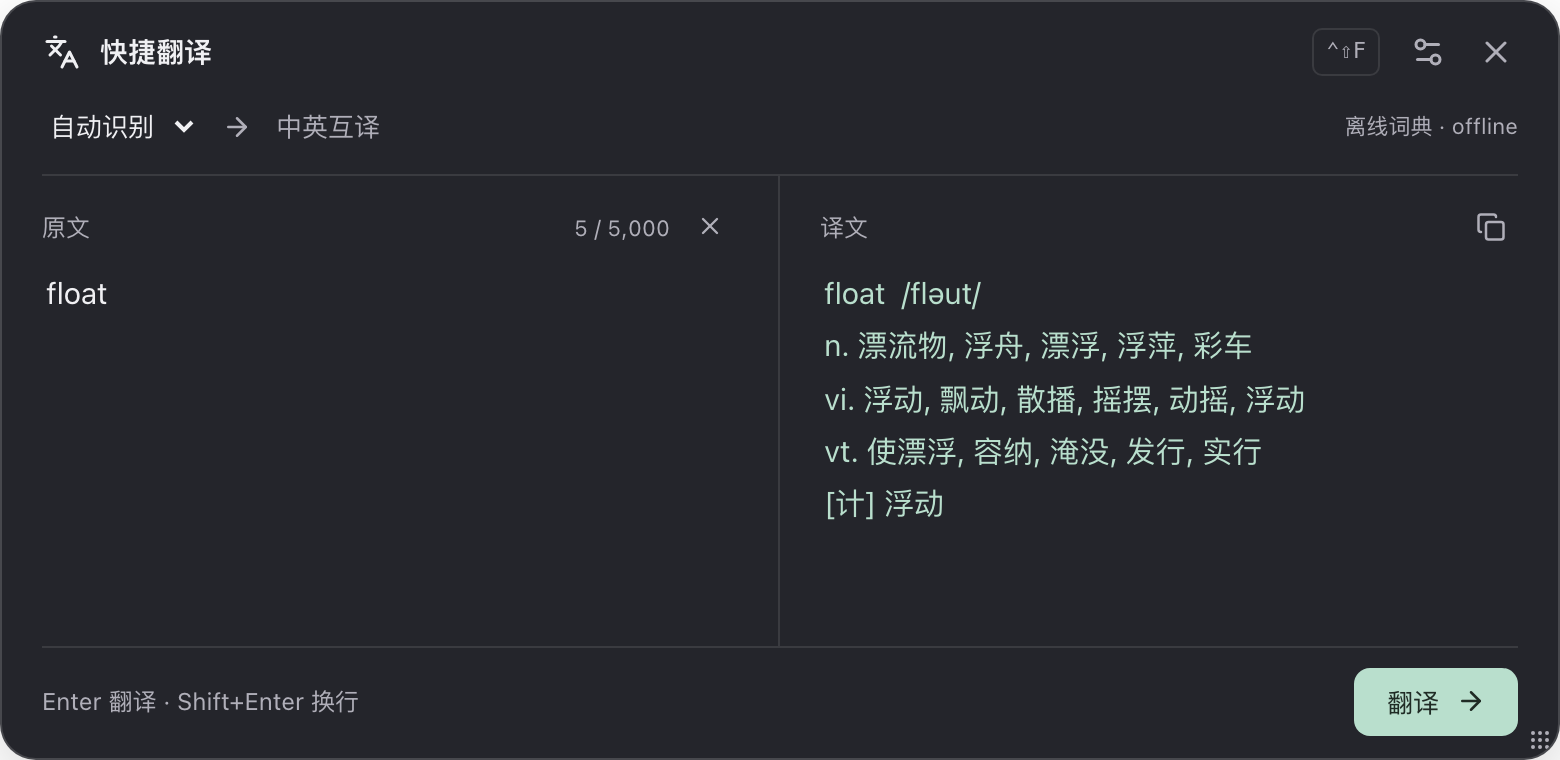 快捷翻译
^⇧F
自动识别 → 中英互译
离线词典 · offline
原文
5 / 5,000
float
译文
float /fləut/
n. 漂流物, 浮舟, 漂浮, 浮萍, 彩车
vi. 浮动, 飘动, 散播, 摇摆, 动摇, 浮动
vt. 使漂浮, 容纳, 淹没, 发行, 实行
[计] 浮动
Enter 翻译 · Shift+Enter 换行
翻译 →